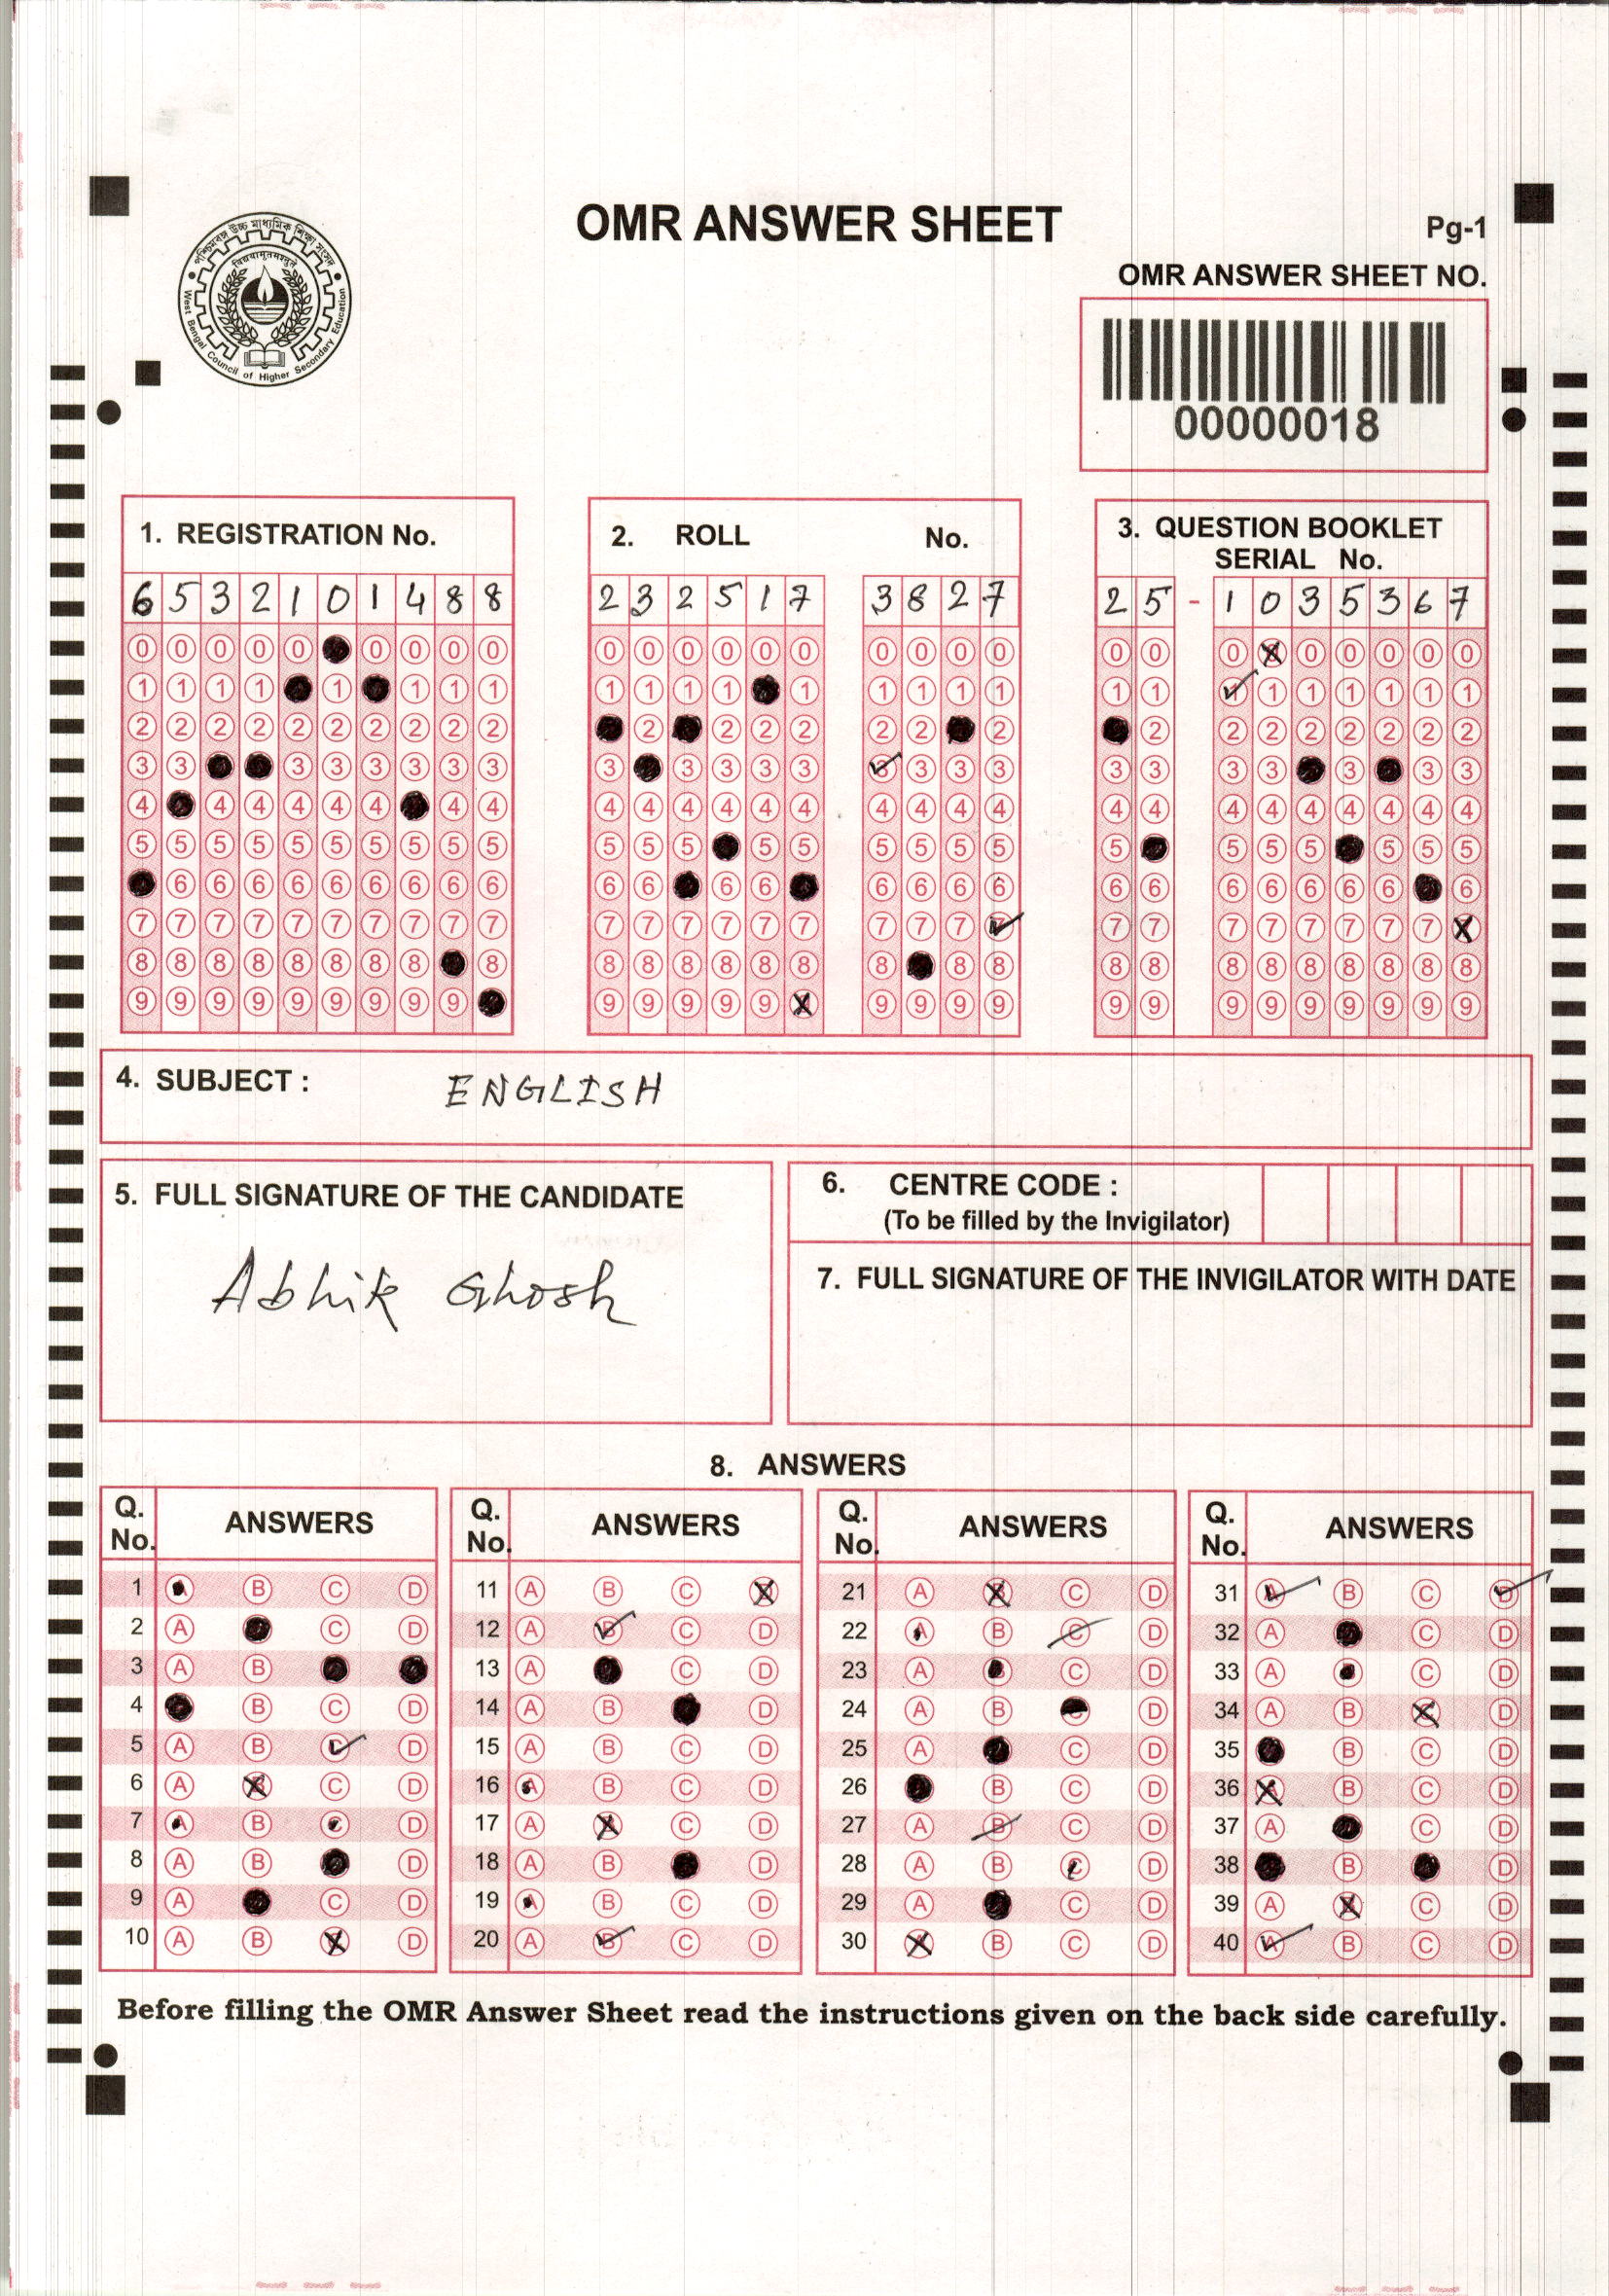 OMR ANSWER SHEET
Pg-1
পশ্চিমবঙ্গ উচ্চ মাধ্যমিক শিক্ষা সংসদ
West Bengal Council of Higher Secondary Education
OMR ANSWER SHEET NO.
00000018
1. REGISTRATION No.
6 5 3 2 1 0 1 4 8 8
2. ROLL No.
2 3 2 5 1 7 3 8 2 7
3. QUESTION BOOKLET
SERIAL No.
2 5 - 1 0 3 5 3 6 7
4. SUBJECT : ENGLISH
5. FULL SIGNATURE OF THE CANDIDATE
Abhik Ghosh
6. CENTRE CODE :
(To be filled by the Invigilator)
7. FULL SIGNATURE OF THE INVIGILATOR WITH DATE
8. ANSWERS
Q. No. ANSWERS Q. No. ANSWERS Q. No. ANSWERS Q. No. ANSWERS
1 B C D 11 A B C 21 A C D 31 B C
2 A C D 12 A C D 22 A B C D 32 A C D
3 A B 13 A C D 23 A C D 33 A C D
4 B C D 14 A B D 24 A B D 34 A B D
5 A B D 15 A B C D 25 A C D 35 B C D
6 A C D 16 A B C D 26 B C D 36 B C D
7 A B C D 17 A C D 27 A B C D 37 A C D
8 A B D 18 A B D 28 A B C D 38 B D
9 A C D 19 A B C D 29 A C D 39 A C D
10 A B D 20 A C D 30 B C D 40 B C D
Before filling the OMR Answer Sheet read the instructions given on the back side carefully.